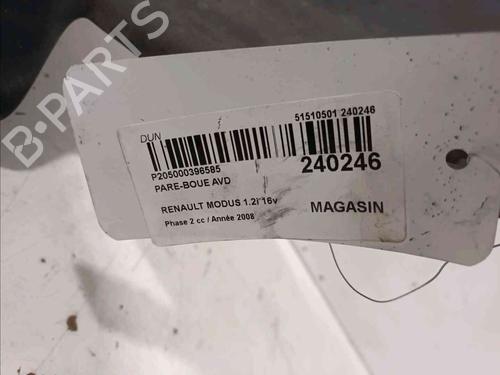 B-PARTS
DUN
51510501 240246
P205000396585
240246
PARE-BOUE AVD
RENAULT MODUS 1.2i 16v
MAGASIN
Phase 2 cc / Année 2008